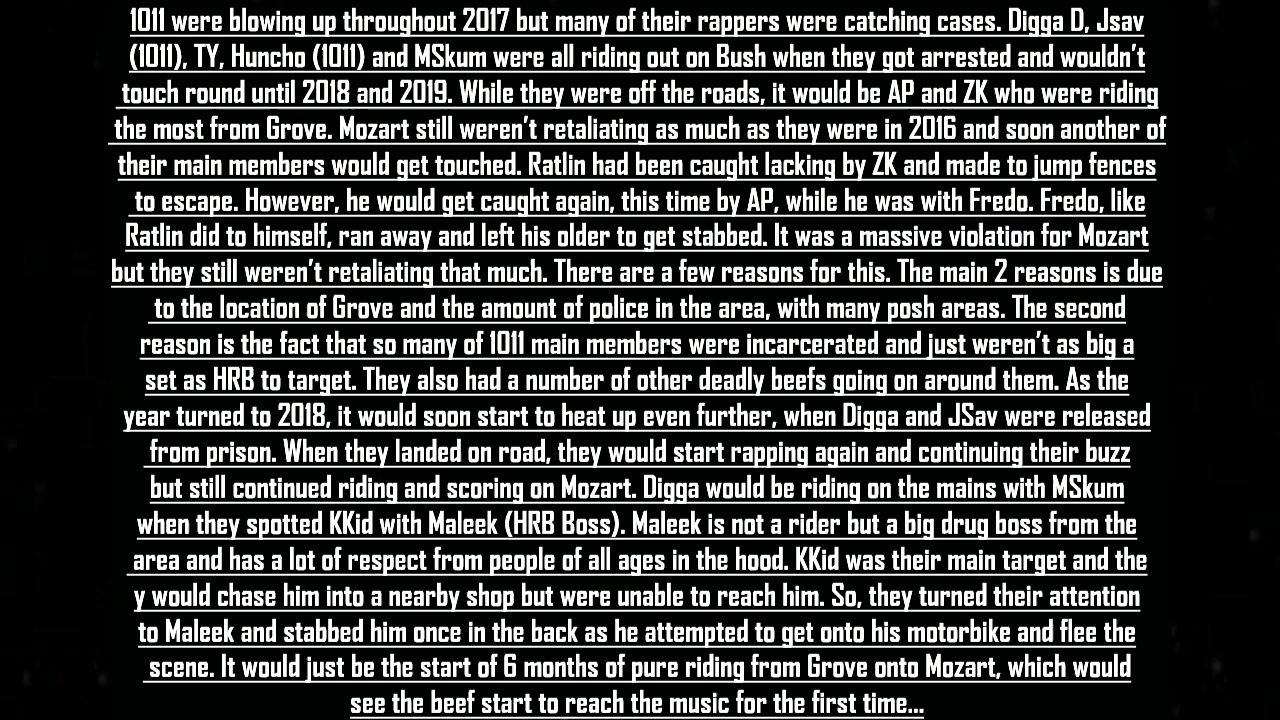 1011 were blowing up throughout 2017 but many of their rappers were catching cases. Digga D, Jsav
(1011), TY, Huncho (1011) and MSkum were all riding out on Bush when they got arrested and wouldn't
touch round until 2018 and 2019. While they were off the roads, it would be AP and ZK who were riding
the most from Grove. Mozart still weren't retaliating as much as they were in 2016 and soon another of
their main members would get touched. Ratlin had been caught lacking by ZK and made to jump fences
to escape. However, he would get caught again, this time by AP, while he was with Fredo. Fredo, like
Ratlin did to himself, ran away and left his older to get stabbed. It was a massive violation for Mozart
but they still weren't retaliating that much. There are a few reasons for this. The main 2 reasons is due
to the location of Grove and the amount of police in the area, with many posh areas. The second
reason is the fact that so many of 1011 main members were incarcerated and just weren't as big a
set as HRB to target. They also had a number of other deadly beefs going on around them. As the
year turned to 2018, it would soon start to heat up even further, when Digga and JSav were released
from prison. When they landed on road, they would start rapping again and continuing their buzz
but still continued riding and scoring on Mozart. Digga would be riding on the mains with MSkum
when they spotted KKid with Maleek (HRB Boss). Maleek is not a rider but a big drug boss from the
area and has a lot of respect from people of all ages in the hood. KKid was their main target and the
y would chase him into a nearby shop but were unable to reach him. So, they turned their attention
to Maleek and stabbed him once in the back as he attempted to get onto his motorbike and flee the
scene. It would just be the start of 6 months of pure riding from Grove onto Mozart, which would
see the beef start to reach the music for the first time...